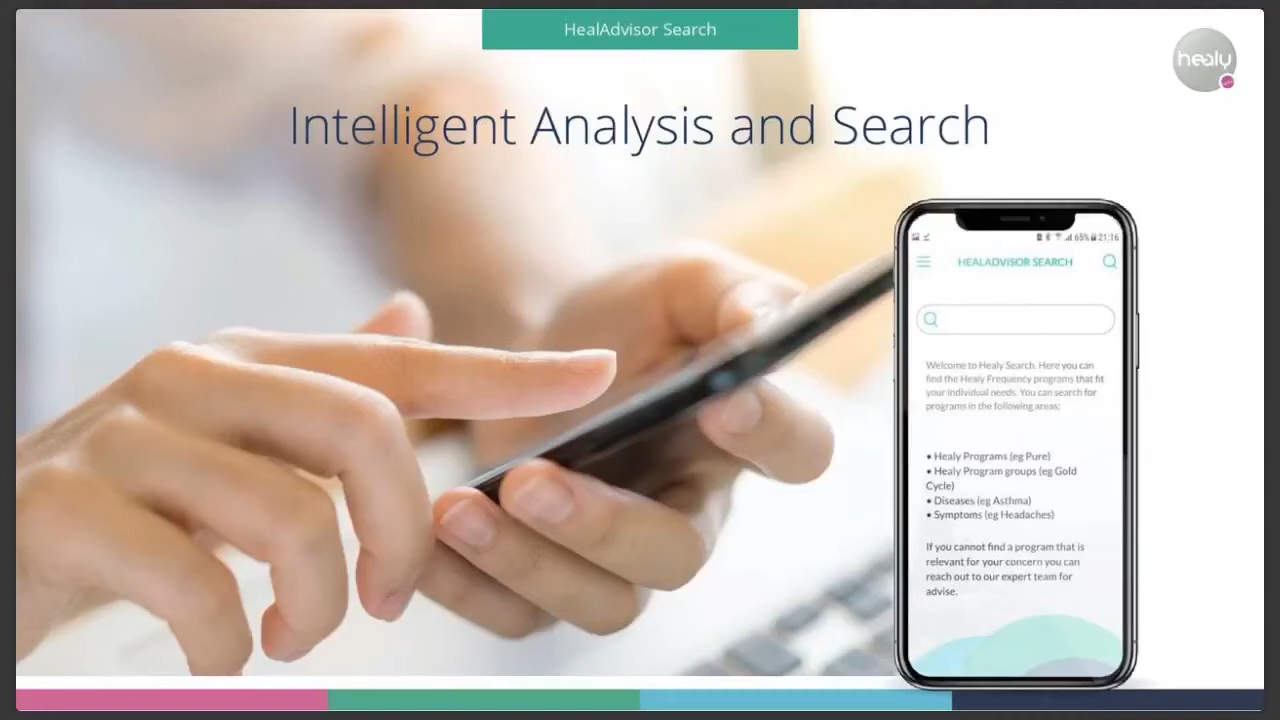 HealAdvisor Search
healy
Intelligent Analysis and Search
65% 21:16
HEALADVISOR SEARCH
Welcome to Healy Search. Here you can
find the Healy Frequency programs that fit
your individual needs. You can search for
programs in the following areas:
• Healy Programs (eg Pure)
• Healy Program groups (eg Gold
Cycle)
• Diseases (eg Asthma)
• Symptoms (eg Headaches)
If you cannot find a program that is
relevant for your concern you can
reach out to our expert team for
advise.